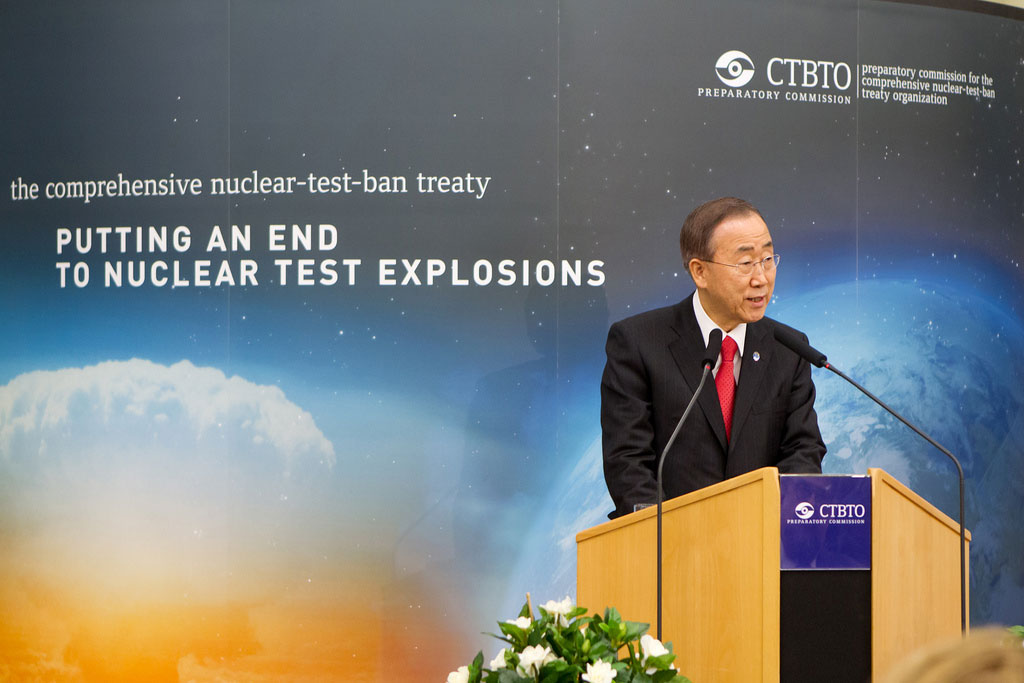 CTBTO
PREPARATORY COMMISSION
preparatory commission for the
comprehensive nuclear-test-ban
treaty organization
the comprehensive nuclear-test-ban treaty
PUTTING AN END
TO NUCLEAR TEST EXPLOSIONS
CTBTO
PREPARATORY COMMISSION